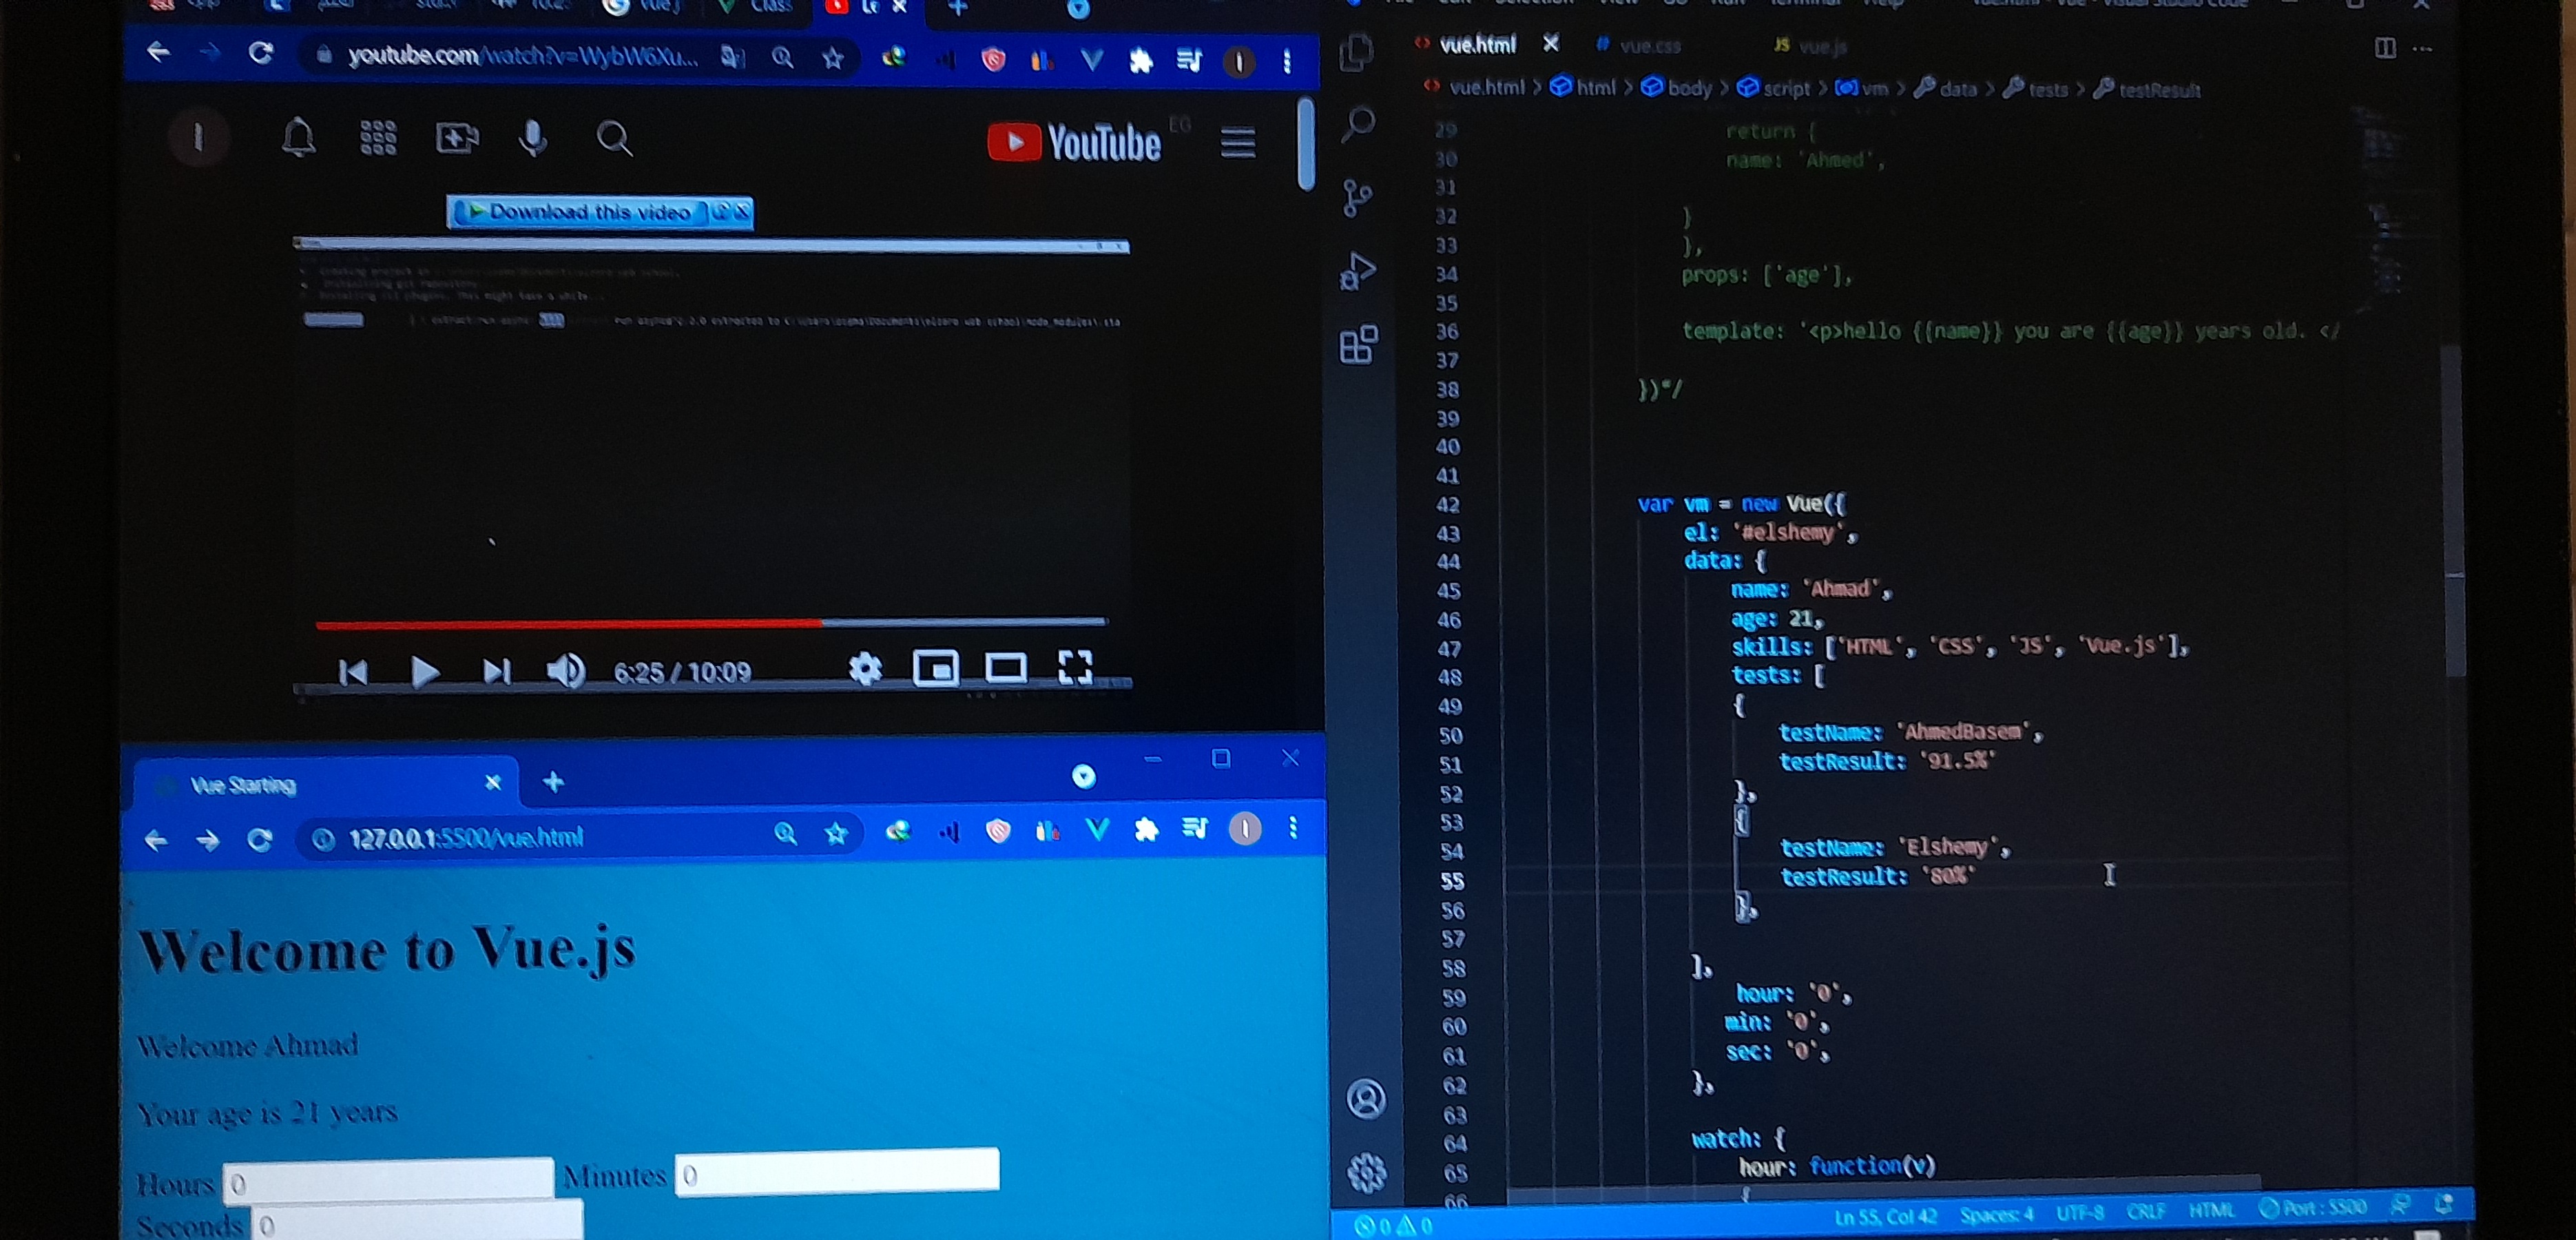 youtube.com/watch?v=WybW6Xu...
YouTube EG
Download this video
6:25 / 10:09
Vue Starting
127.0.0.1:5500/vue.html
Welcome to Vue.js
Welcome Ahmad
Your age is 21 years
Hours 0 Minutes 0
Seconds 0
vue.html vue.css JS vue.js
vue.html > html > body > script > vm > data > tests > testResult
29 return {
30 name: 'Ahmed',
31
32 }
33 },
34 props: ['age'],
35
36 template: '<p>hello {{name}} you are {{age}} years old. </
37
38 })*/
39
40
41
42 var vm = new Vue({
43 el: '#elshemy',
44 data: {
45 name: 'Ahmad',
46 age: 21,
47 skills: ['HTML', 'CSS', 'JS', 'Vue.js'],
48 tests: [
49 {
50 testName: 'AhmedBasem',
51 testResult: '91.5%'
52 },
53 {
54 testName: 'Elshemy',
55 testResult: '80%'
56 },
57
58 ],
59 hour: '0',
60 min: '0',
61 sec: '0',
62 },
63
64 watch: {
65 hour: function(v)
66 {
0 0 Ln 55, Col 42 Spaces: 4 UTF-8 CRLF HTML Port : 5500